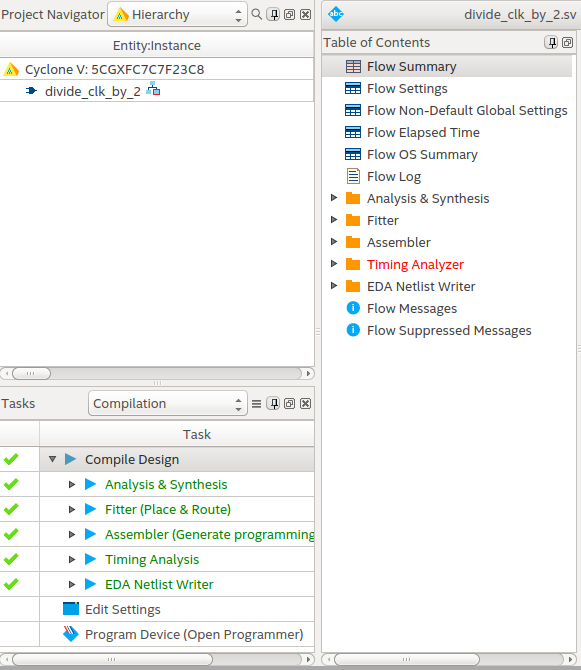 Project Navigator
Hierarchy
Entity:Instance
Cyclone V: 5CGXFC7C7F23C8
divide_clk_by_2
Tasks
Compilation
Task
Compile Design
Analysis & Synthesis
Fitter (Place & Route)
Assembler (Generate programming
Timing Analysis
EDA Netlist Writer
Edit Settings
Program Device (Open Programmer)
abc
divide_clk_by_2.sv
Table of Contents
Flow Summary
Flow Settings
Flow Non-Default Global Settings
Flow Elapsed Time
Flow OS Summary
Flow Log
Analysis & Synthesis
Fitter
Assembler
Timing Analyzer
EDA Netlist Writer
Flow Messages
Flow Suppressed Messages